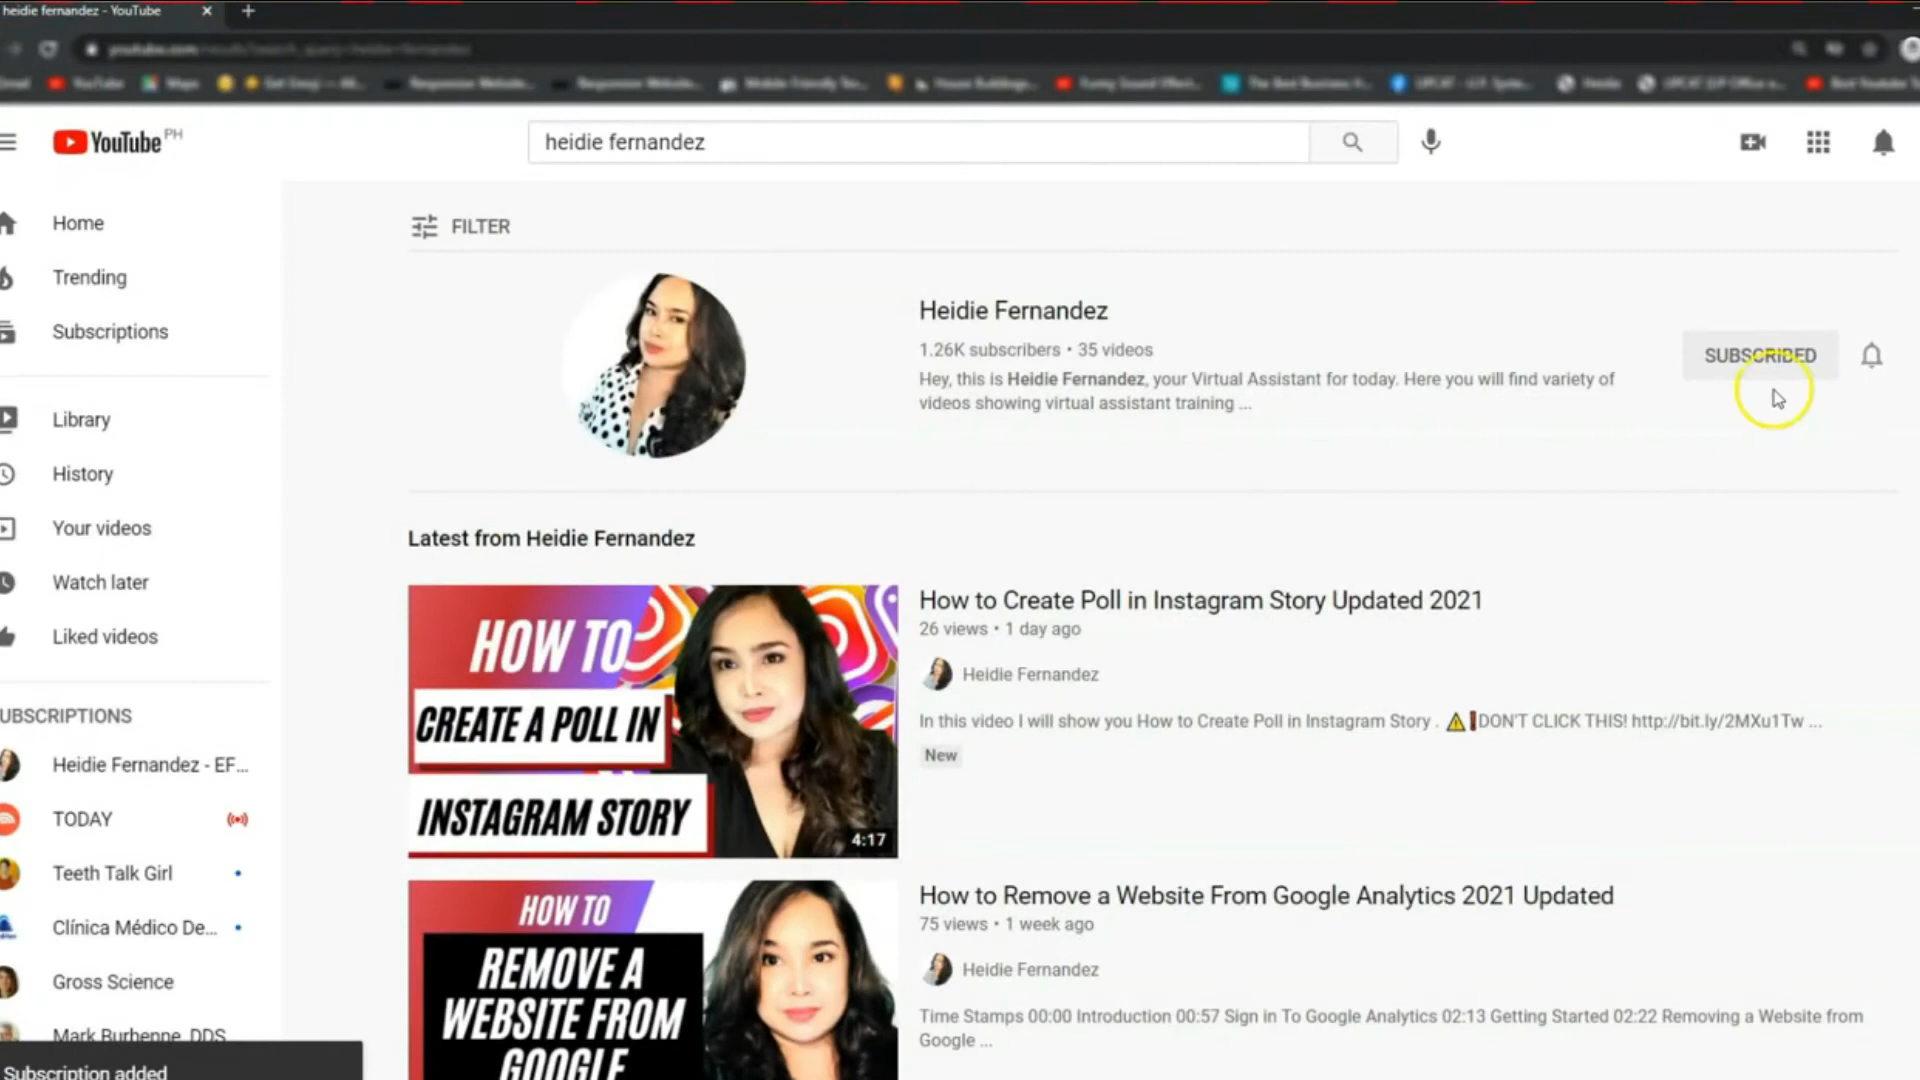 heidie fernandez - YouTube
YouTube PH
heidie fernandez
Home
Trending
Subscriptions
Library
History
Your videos
Watch later
Liked videos
UBSCRIPTIONS
Heidie Fernandez - EF...
TODAY
Teeth Talk Girl
Clínica Médico De...
Gross Science
Mark Burhenne, DDS
Subscription added
FILTER
Heidie Fernandez
1.26K subscribers • 35 videos
Hey, this is Heidie Fernandez, your Virtual Assistant for today. Here you will find variety of
videos showing virtual assistant training ...
SUBSCRIBED
Latest from Heidie Fernandez
HOW TO
CREATE A POLL IN
INSTAGRAM STORY
4:17
How to Create Poll in Instagram Story Updated 2021
26 views • 1 day ago
Heidie Fernandez
In this video I will show you How to Create Poll in Instagram Story . ⚠️❗DON'T CLICK THIS! http://bit.ly/2MXu1Tw ...
New
HOW TO
REMOVE A
WEBSITE FROM
GOOGLE
How to Remove a Website From Google Analytics 2021 Updated
75 views • 1 week ago
Heidie Fernandez
Time Stamps 00:00 Introduction 00:57 Sign in To Google Analytics 02:13 Getting Started 02:22 Removing a Website from
Google ...